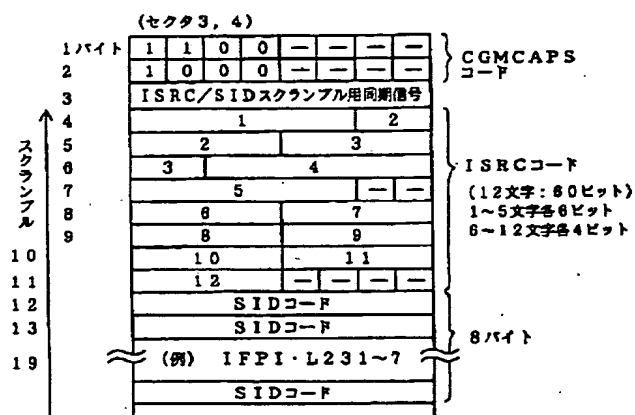 (セクタ3, 4)
1バイト 1 1 0 0 — — — — CGMCAPS
2 1 0 0 0 — — — — コード
3 ISRC/SIDスクランブル用同期信号
4 1 2
5 2 3
6 3 4 ISRCコード
7 5 — — (12文字:60ビット)
8 6 7 1~5文字各6ビット
9 8 9 6~12文字各4ビット
10 10 11
11 12 — — — —
12 SIDコード
13 SIDコード
8バイト
19 (例) IFPI・L231~7
SIDコード
スクランブル